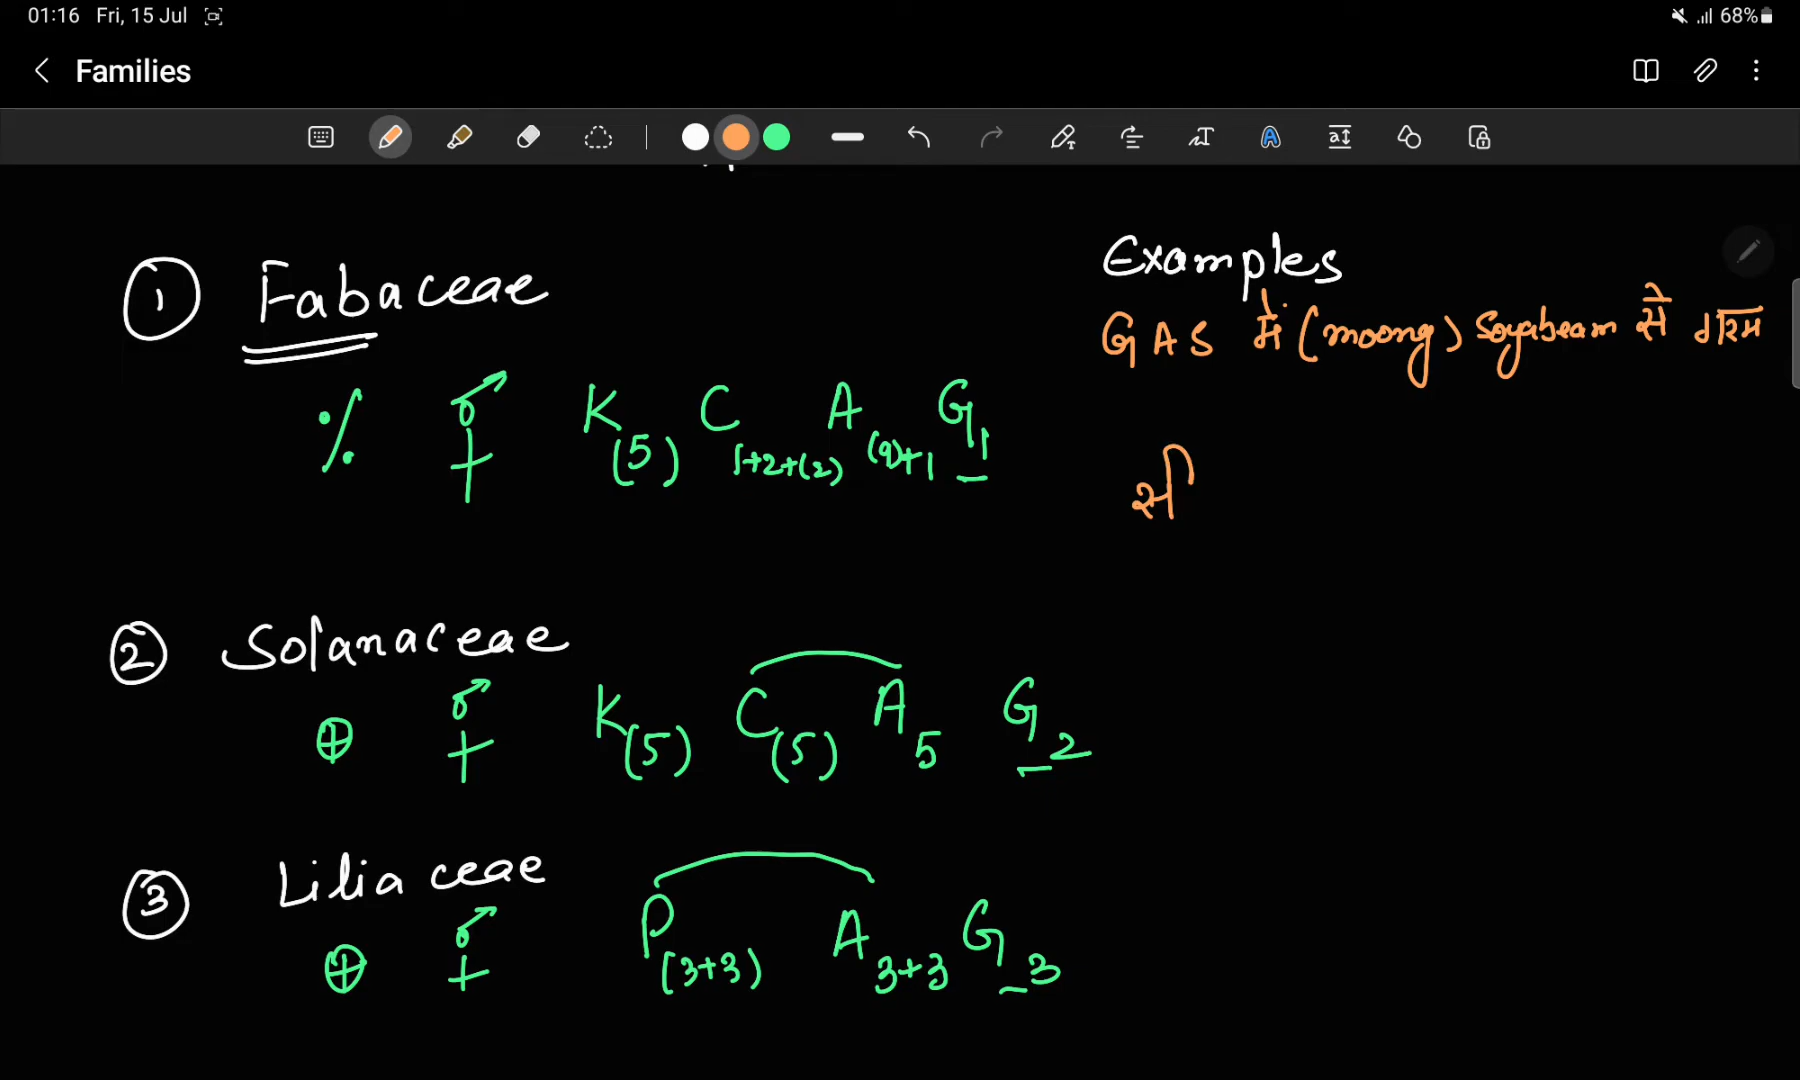 01:16 Fri, 15 Jul 68%
Families
Examples
① Fabaceae
GAS में (moong) Soyabeam से
% K(5) C1+2+(2) A(9)+1 G1
② Solanaceae
⊕ K(5) C(5) A5 G2
③ Liliaceae
⊕ P(3+3) A3+3 G3